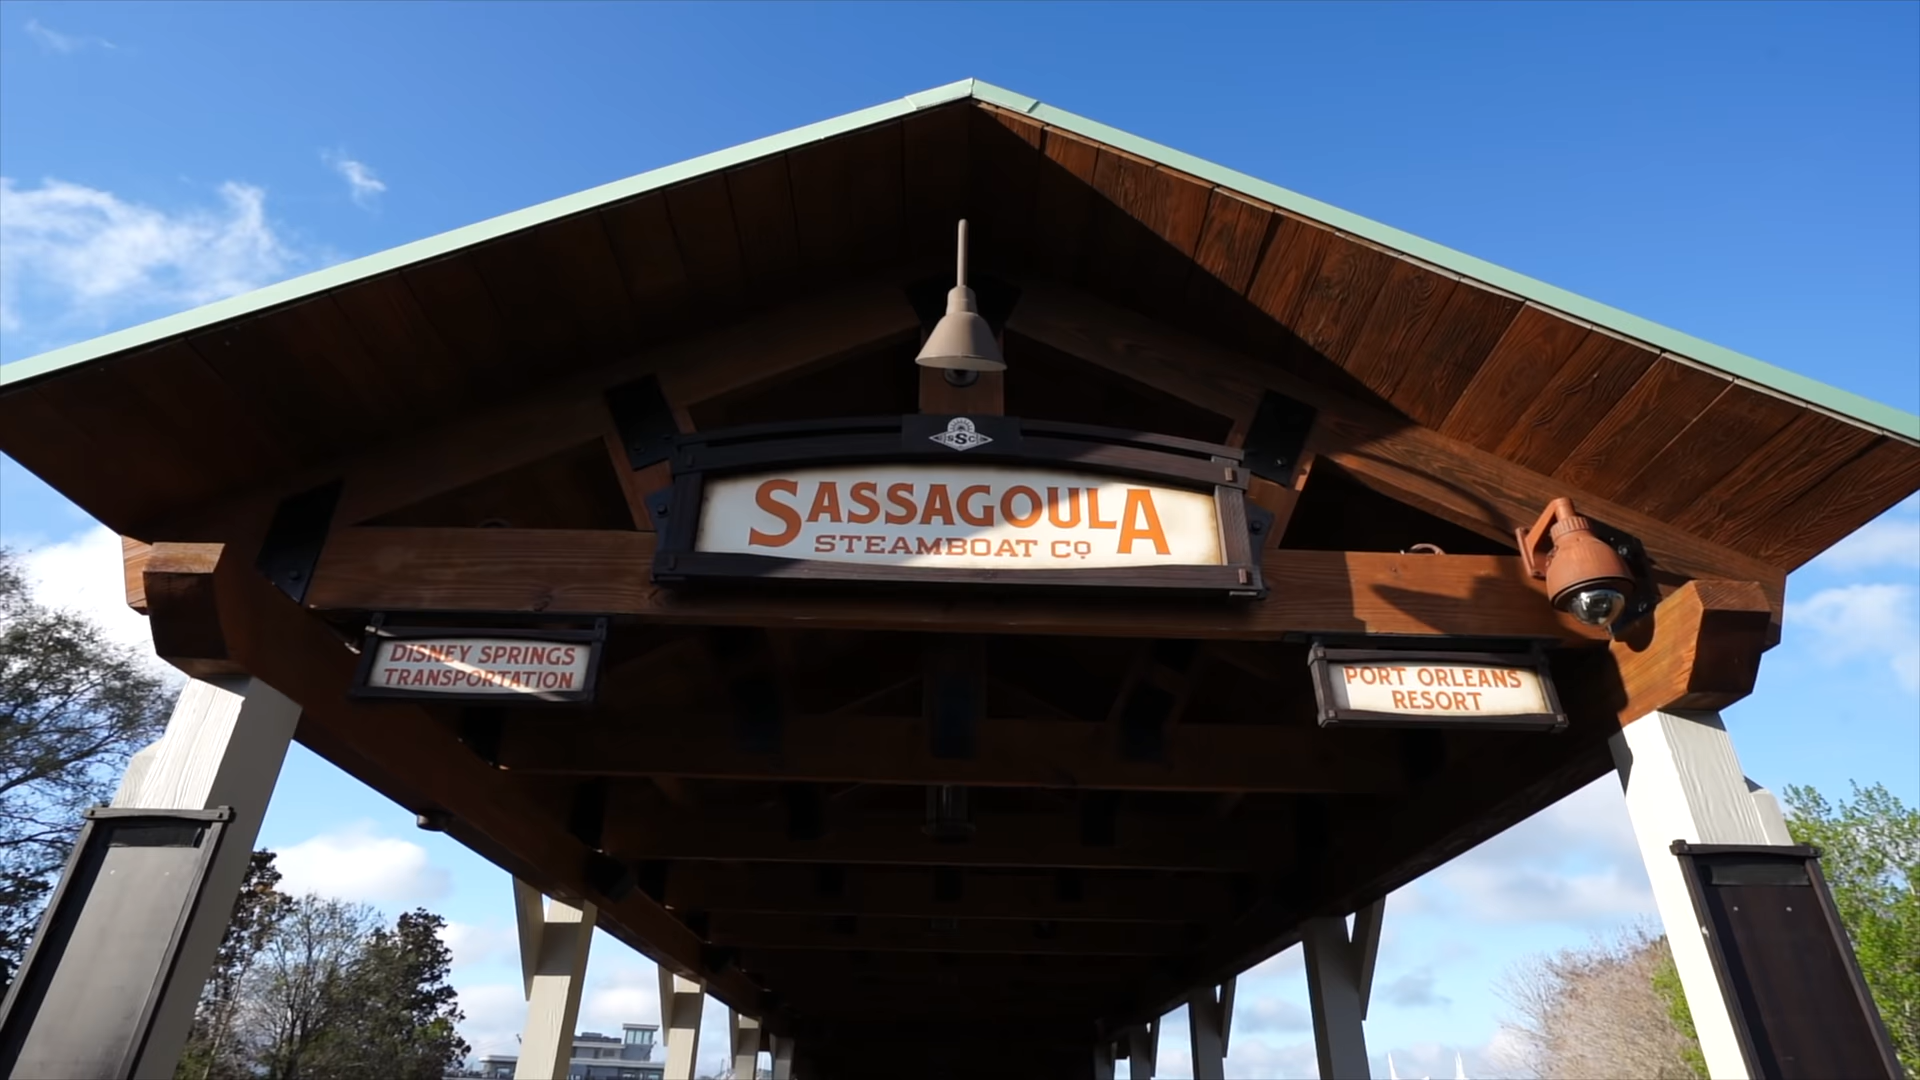 SSC
SASSAGOULA
STEAMBOAT Cº
DISNEY SPRINGS
TRANSPORTATION
PORT ORLEANS
RESORT